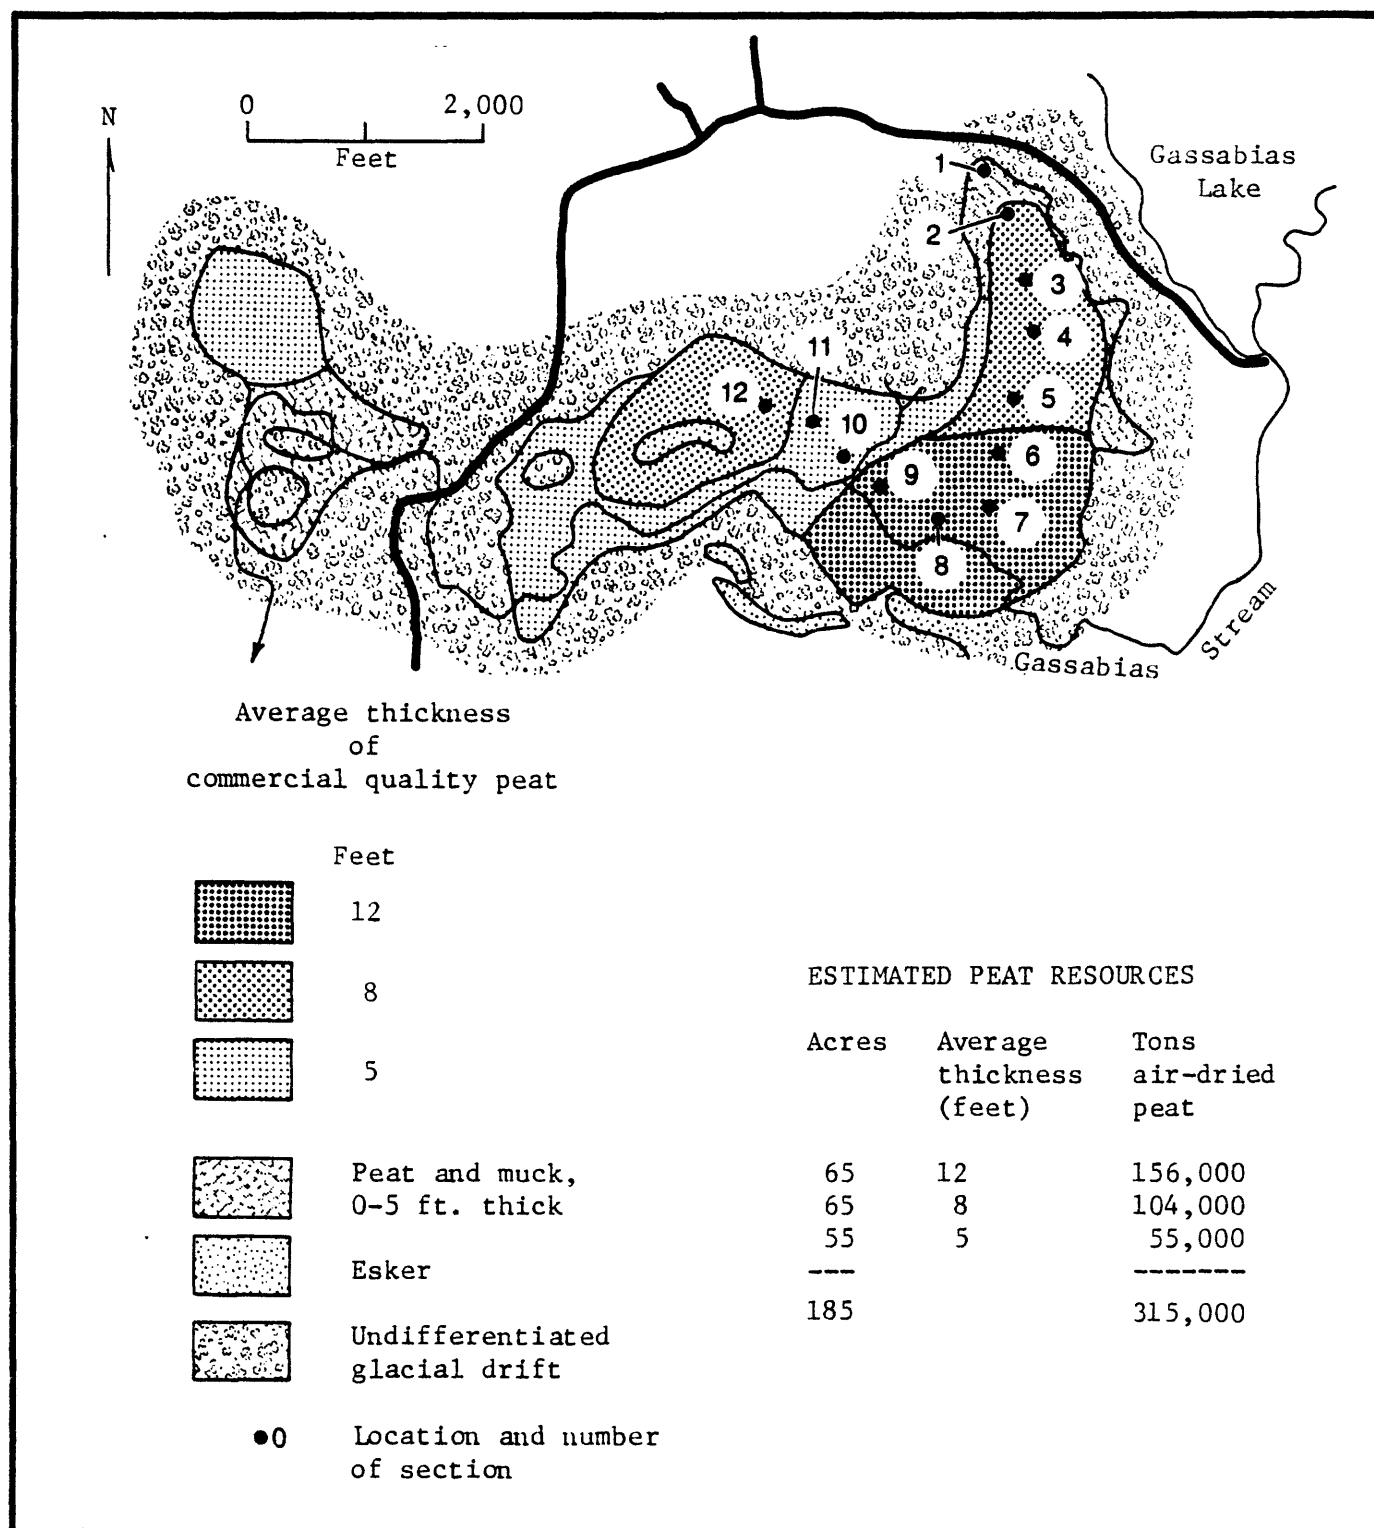 N
0 2,000
Feet
Gassabias
Lake
1
2
3
4
5
6
7
8
9
10
11
12
Stream
Gassabias
Average thickness
of
commercial quality peat
Feet
12
8
5
Peat and muck,
0-5 ft. thick
Esker
Undifferentiated
glacial drift
●0 Location and number
of section
ESTIMATED PEAT RESOURCES
Acres Average Tons
thickness air-dried
(feet) peat
65 12 156,000
65 8 104,000
55 5 55,000
--- -------
185 315,000